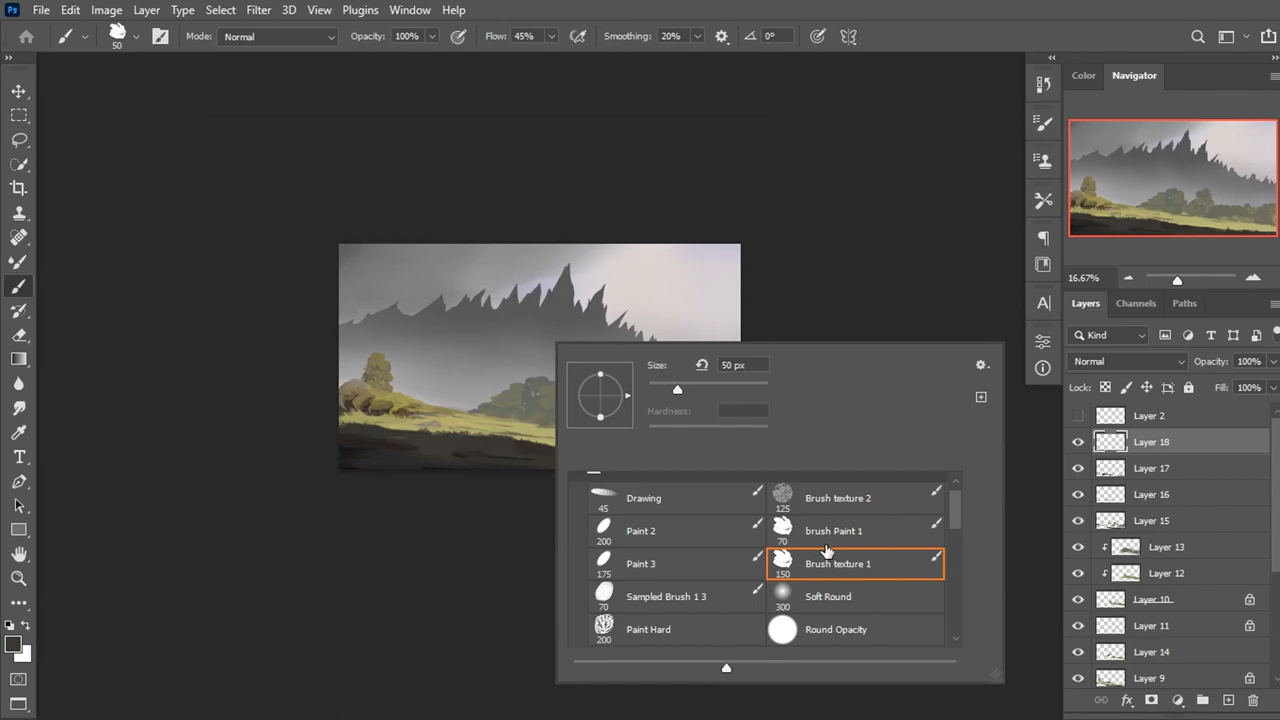 Ps File Edit Image Layer Type Select Filter 3D View Plugins Window Help
50 Mode: Normal Opacity: 100% Flow: 45% Smoothing: 20% 0°
Color Navigator
16.67%
Layers Channels Paths
Kind
Normal Opacity: 100%
Lock: Fill: 100%
Layer 2
Layer 18
Layer 17
Layer 16
Layer 15
Layer 13
Layer 12
Layer 10
Layer 11
Layer 14
Layer 9
Size: 50 px
Hardness:
Drawing 45
Brush texture 2 125
Paint 2 200
brush Paint 1 70
Paint 3 175
Brush texture 1 150
Sampled Brush 1 3 70
Soft Round 300
Paint Hard 200
Round Opacity